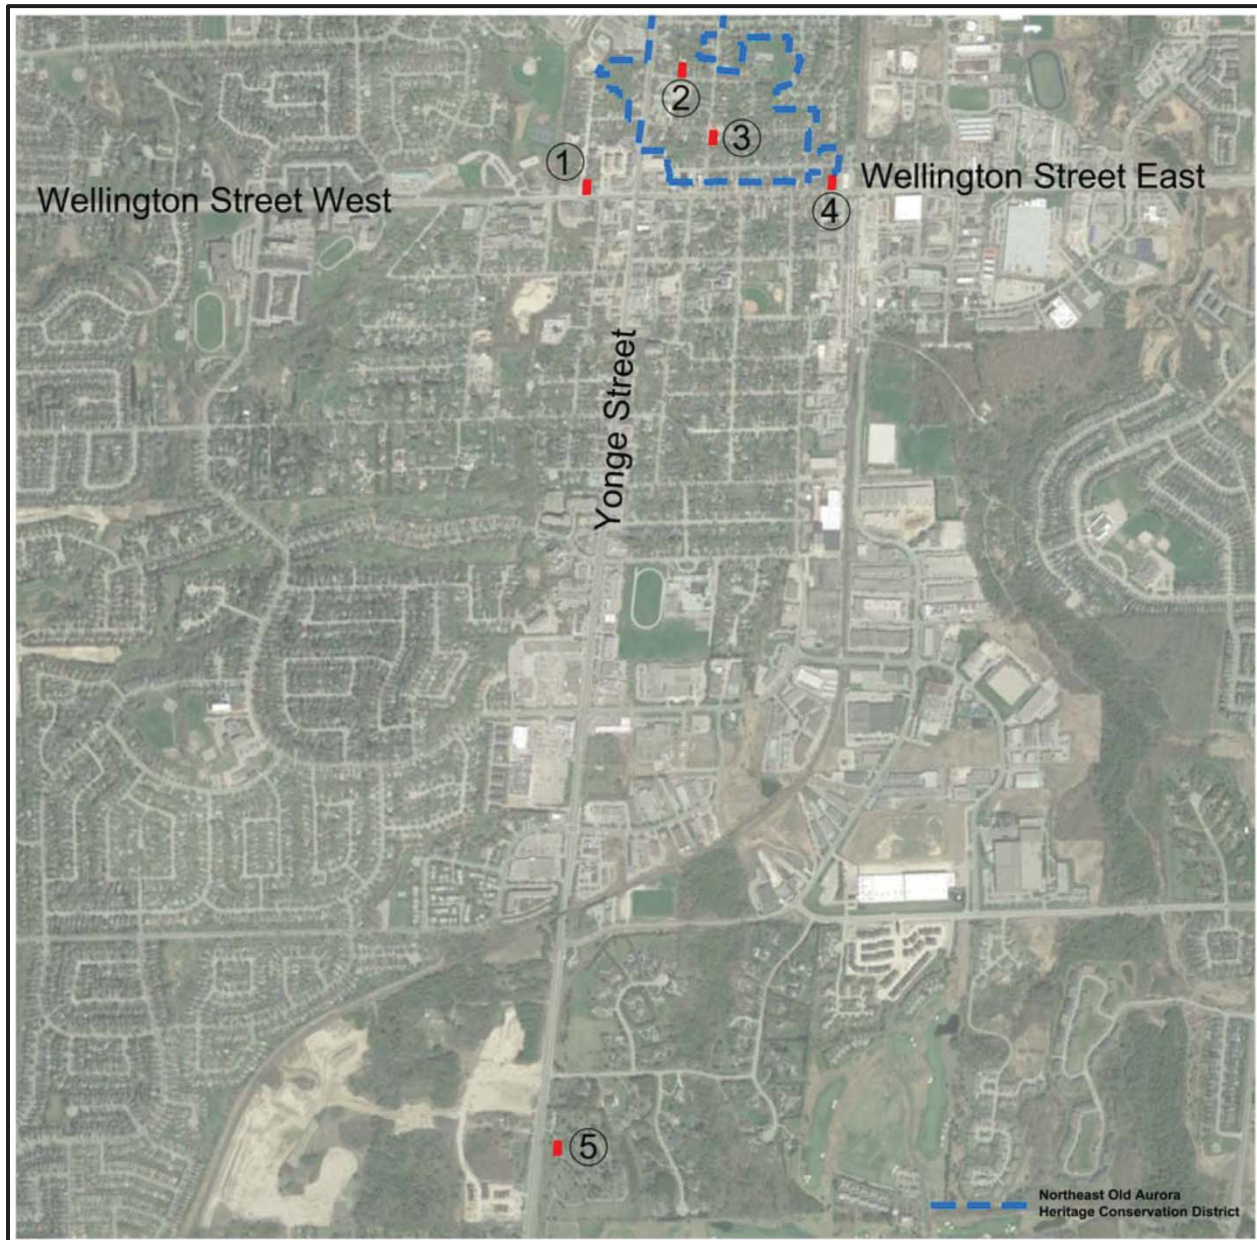 ②
③
①
Wellington Street East
Wellington Street West
④
Yonge Street
⑤
Northeast Old Aurora
Heritage Conservation District